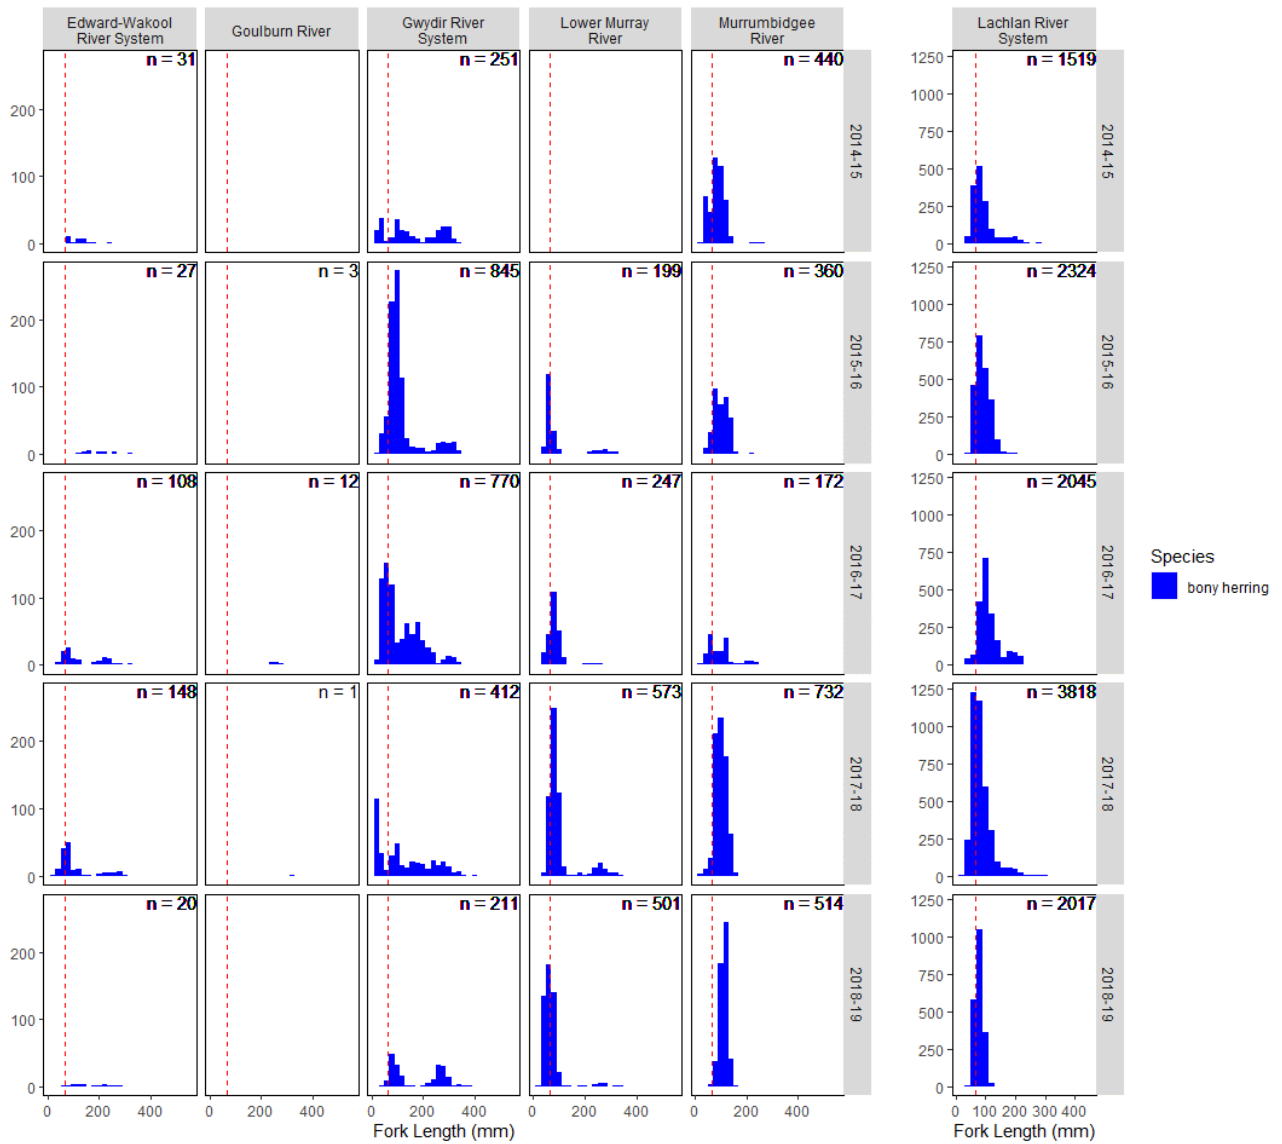 Edward-Wakool
River System
Goulburn River
Gwydir River
System
Lower Murray
River
Murrumbidgee
River
Lachlan River
System
n = 31
n = 251
n = 440
n = 1519
200
100
0
2014-15
1250
1000
750
500
250
0
2014-15
n = 27
n = 3
n = 845
n = 199
n = 360
n = 2324
200
100
0
2015-16
1250
1000
750
500
250
0
2015-16
n = 108
n = 12
n = 770
n = 247
n = 172
n = 2045
200
100
0
2016-17
1250
1000
750
500
250
0
2016-17
Species
bony herring
n = 148
n = 1
n = 412
n = 573
n = 732
n = 3818
200
100
0
2017-18
1250
1000
750
500
250
0
2017-18
n = 20
n = 211
n = 501
n = 514
n = 2017
200
100
0
2018-19
1250
1000
750
500
250
0
2018-19
0 200 400
0 200 400
0 200 400
0 200 400
0 200 400
0 100 200 300 400
Fork Length (mm)
Fork Length (mm)